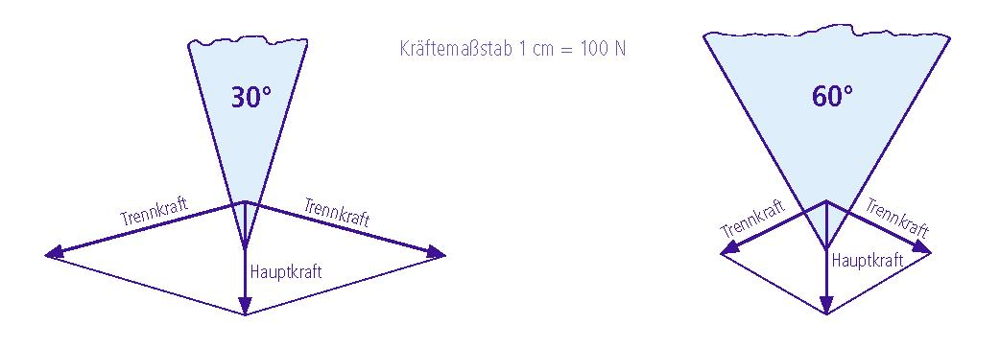 Kräftemaßstab 1 cm = 100 N
30°
60°
Trennkraft
Trennkraft
Hauptkraft
Trennkraft
Trennkraft
Hauptkraft